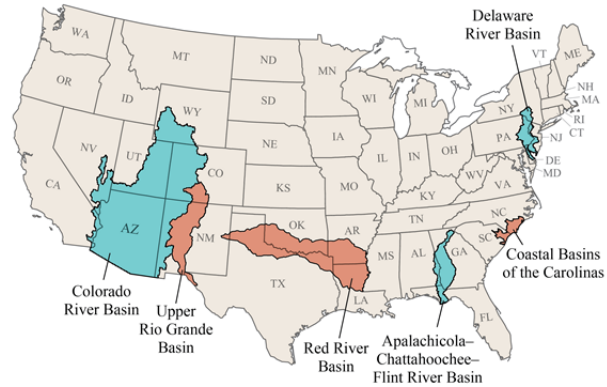 Delaware
River Basin
WA
MT
ND
MN
VT
ME
OR
ID
WY
SD
WI
MI
NY
NH
MA
RI
CT
NV
UT
CO
NE
IA
IL
IN
OH
PA
NJ
DE
MD
CA
KS
MO
KY
WV
VA
AZ
NM
OK
AR
TN
NC
SC
TX
LA
MS
AL
GA
FL
Coastal Basins
of the Carolinas
Colorado
River Basin
Upper
Rio Grande
Basin
Red River
Basin
Apalachicola–
Chattahoochee–
Flint River Basin